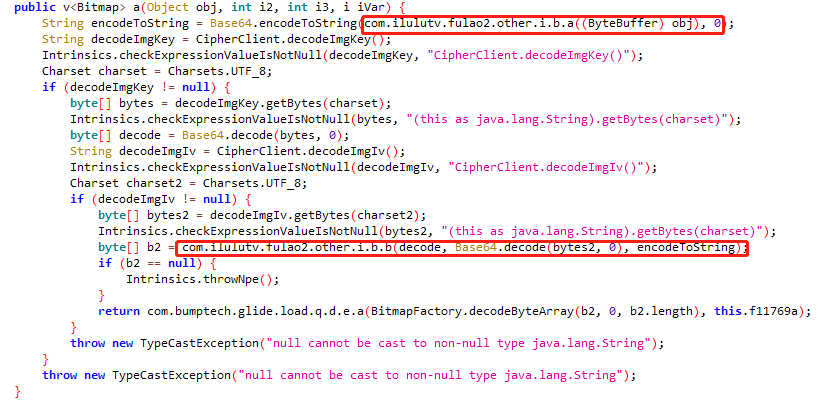 public v<Bitmap> a(Object obj, int i2, int i3, i iVar) {
String encodeToString = Base64.encodeToString(com.ilulutv.fulao2.other.i.b.a((ByteBuffer) obj), 0);
String decodeImgKey = CipherClient.decodeImgKey();
Intrinsics.checkExpressionValueIsNotNull(decodeImgKey, "CipherClient.decodeImgKey()");
Charset charset = Charsets.UTF_8;
if (decodeImgKey != null) {
byte[] bytes = decodeImgKey.getBytes(charset);
Intrinsics.checkExpressionValueIsNotNull(bytes, "(this as java.lang.String).getBytes(charset)");
byte[] decode = Base64.decode(bytes, 0);
String decodeImgIv = CipherClient.decodeImgIv();
Intrinsics.checkExpressionValueIsNotNull(decodeImgIv, "CipherClient.decodeImgIv()");
Charset charset2 = Charsets.UTF_8;
if (decodeImgIv != null) {
byte[] bytes2 = decodeImgIv.getBytes(charset2);
Intrinsics.checkExpressionValueIsNotNull(bytes2, "(this as java.lang.String).getBytes(charset)");
byte[] b2 = com.ilulutv.fulao2.other.i.b.b(decode, Base64.decode(bytes2, 0), encodeToString);
if (b2 == null) {
Intrinsics.throwNpe();
}
return com.bumptech.glide.load.q.d.e.a(BitmapFactory.decodeByteArray(b2, 0, b2.length), this.f11769a);
}
throw new TypeCastException("null cannot be cast to non-null type java.lang.String");
}
throw new TypeCastException("null cannot be cast to non-null type java.lang.String");
}